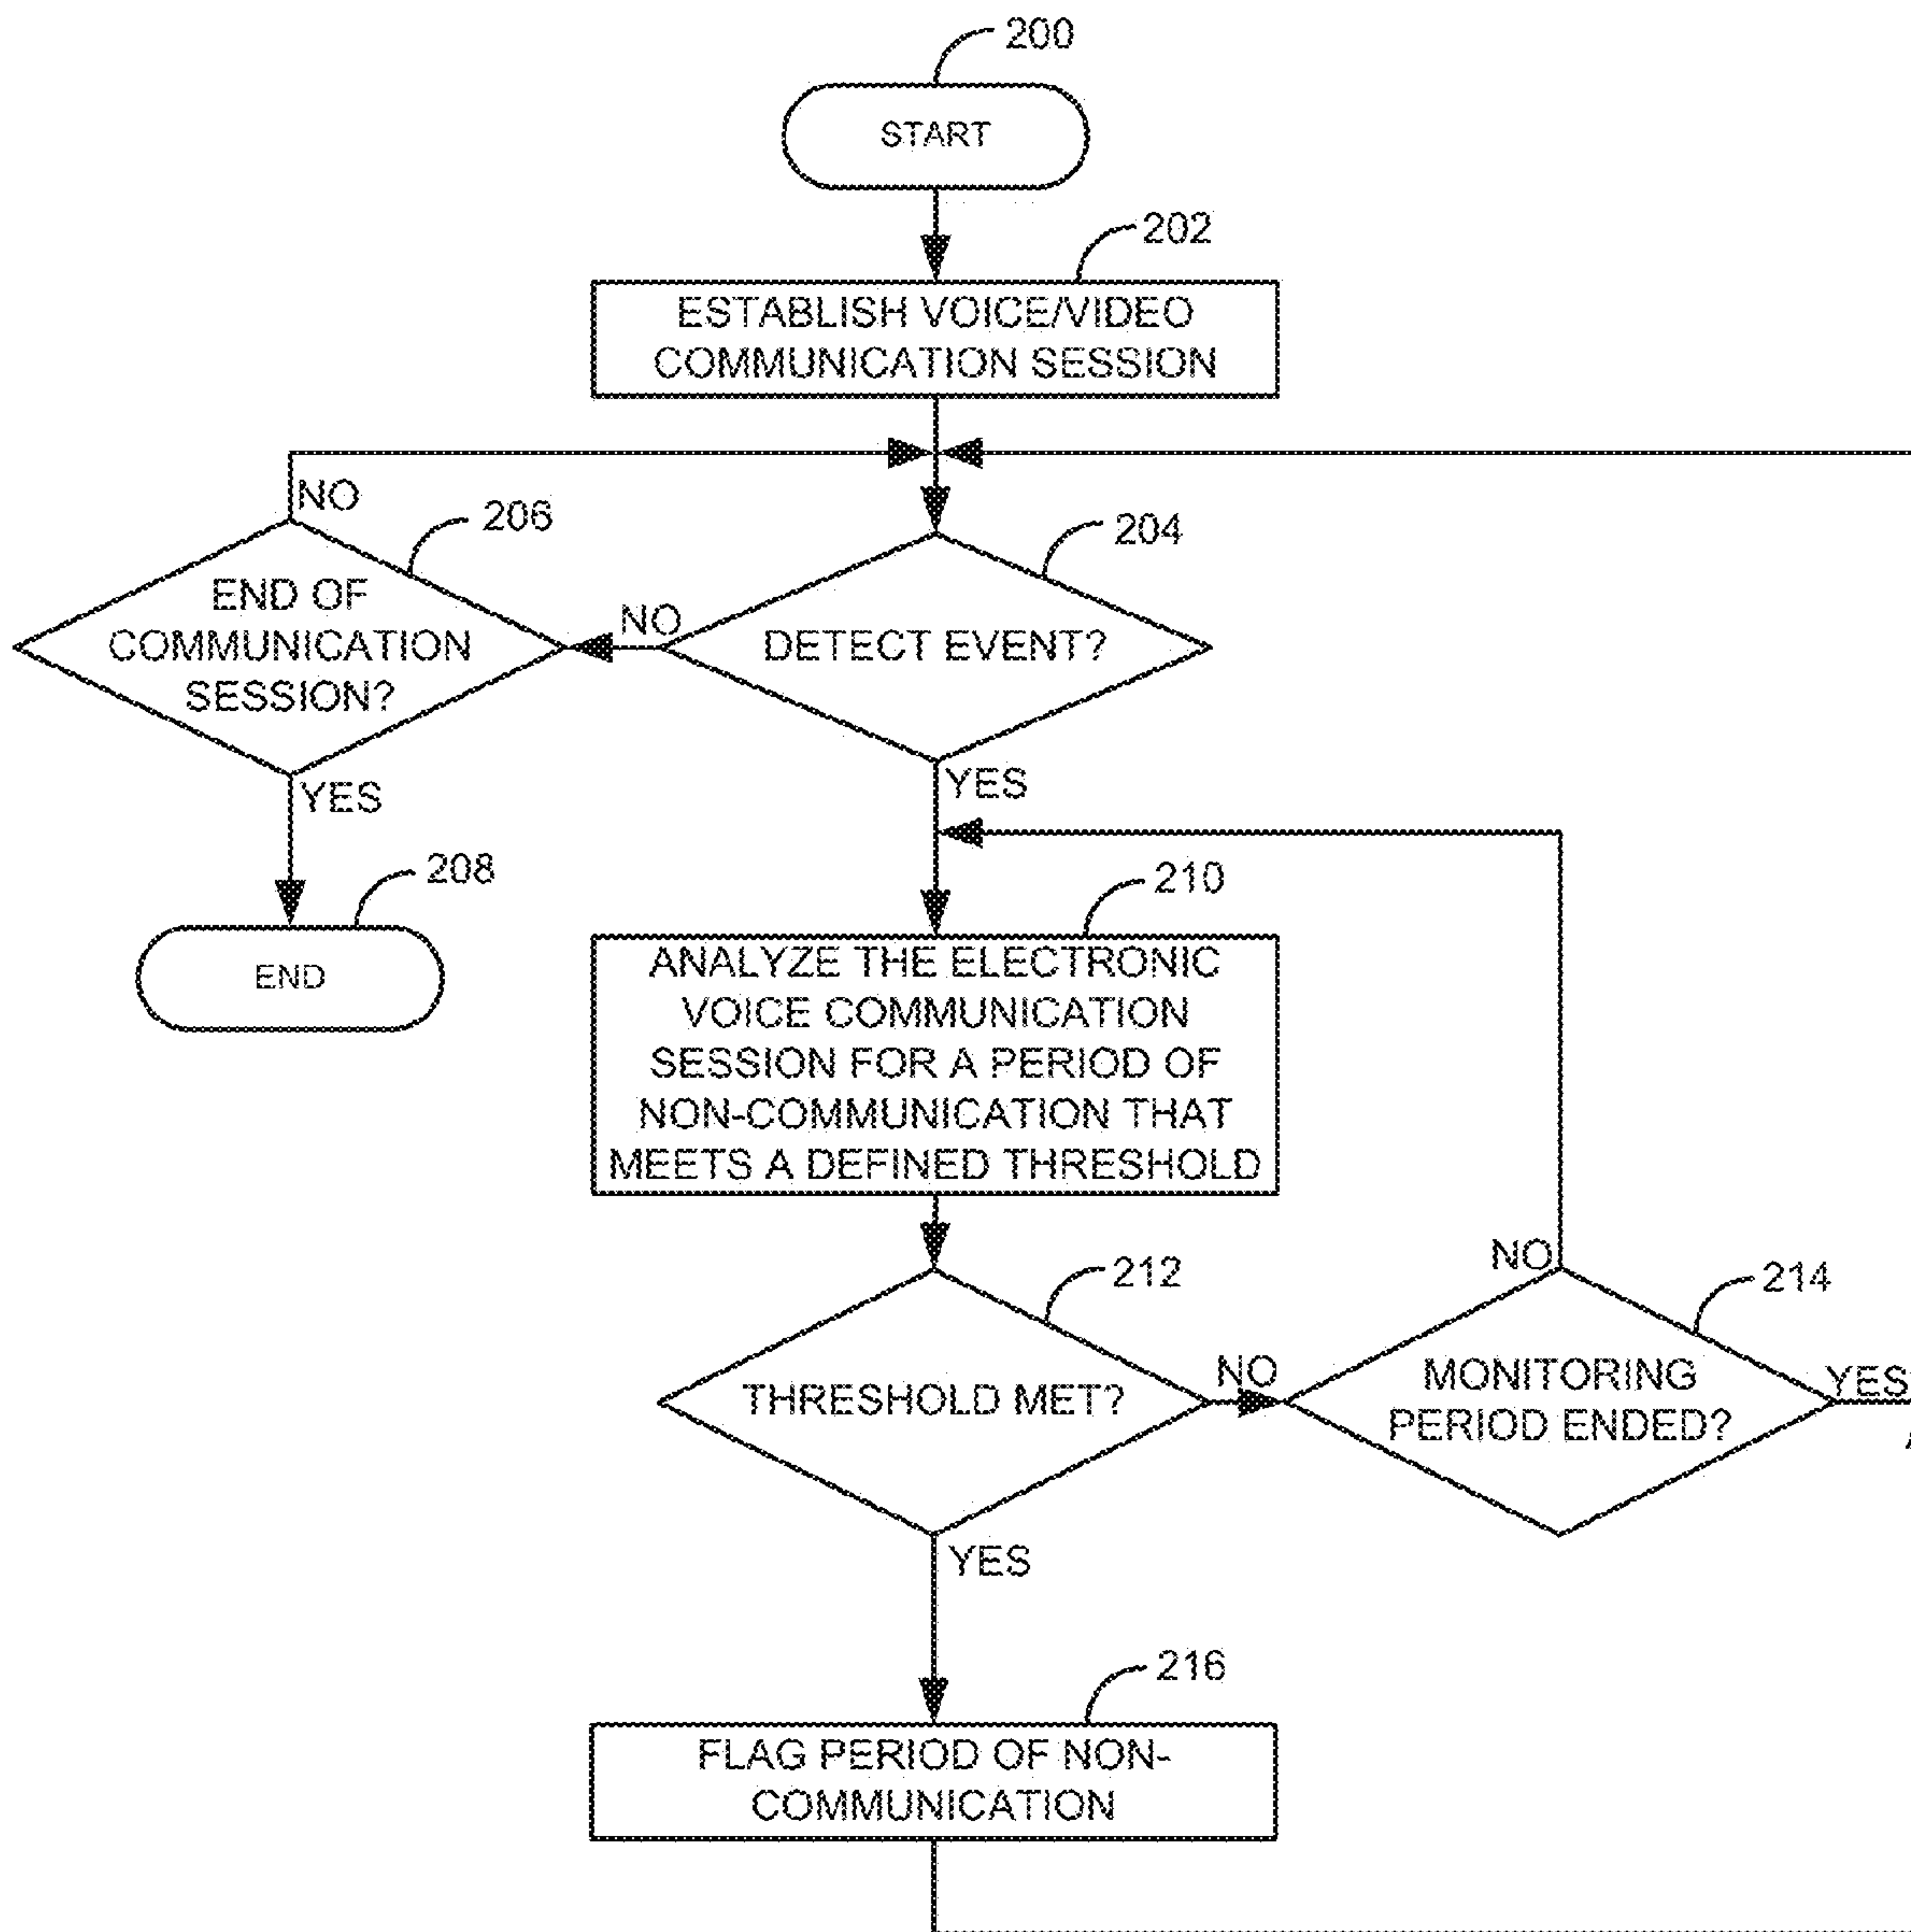 200
START
202
ESTABLISH VOICE/VIDEO
COMMUNICATION SESSION
NO
206
204
END OF
COMMUNICATION
SESSION?
NO
DETECT EVENT?
YES
YES
208
210
END
ANALYZE THE ELECTRONIC
VOICE COMMUNICATION
SESSION FOR A PERIOD OF
NON-COMMUNICATION THAT
MEETS A DEFINED THRESHOLD
212
NO
214
THRESHOLD MET?
NO
MONITORING
PERIOD ENDED?
YES
YES
216
FLAG PERIOD OF NON-
COMMUNICATION